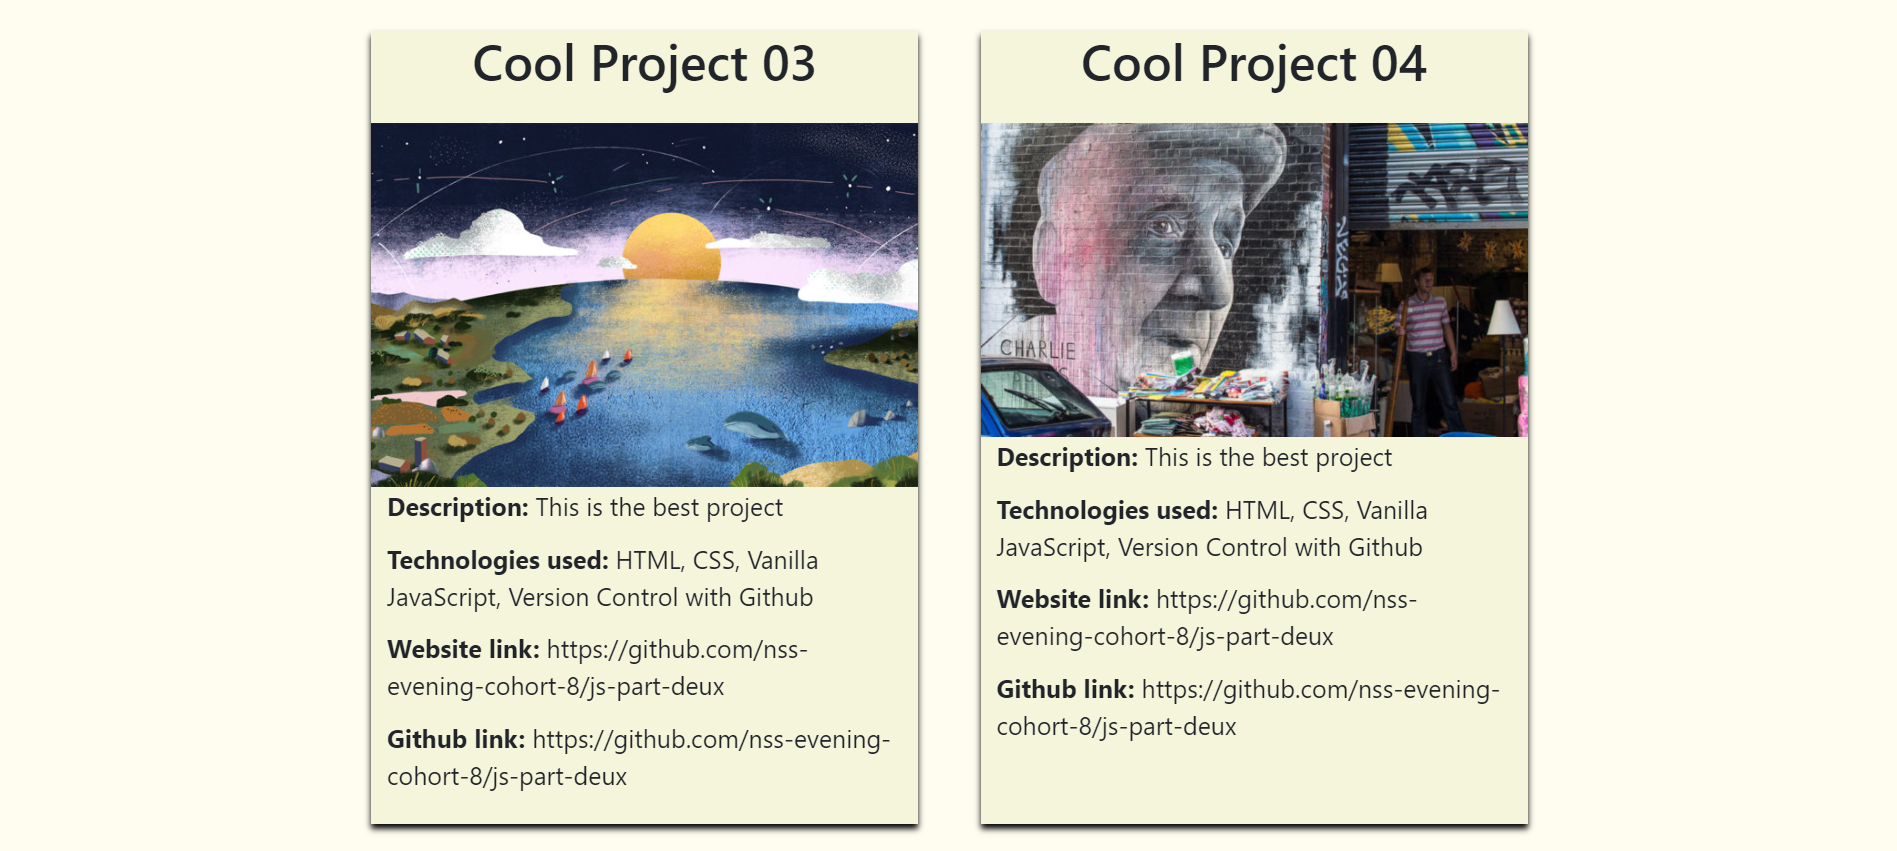 Cool Project 03
Description: This is the best project
Technologies used: HTML, CSS, Vanilla
JavaScript, Version Control with Github
Website link: https://github.com/nss-
evening-cohort-8/js-part-deux
Github link: https://github.com/nss-evening-
cohort-8/js-part-deux
Cool Project 04
CHARLIE
Description: This is the best project
Technologies used: HTML, CSS, Vanilla
JavaScript, Version Control with Github
Website link: https://github.com/nss-
evening-cohort-8/js-part-deux
Github link: https://github.com/nss-evening-
cohort-8/js-part-deux